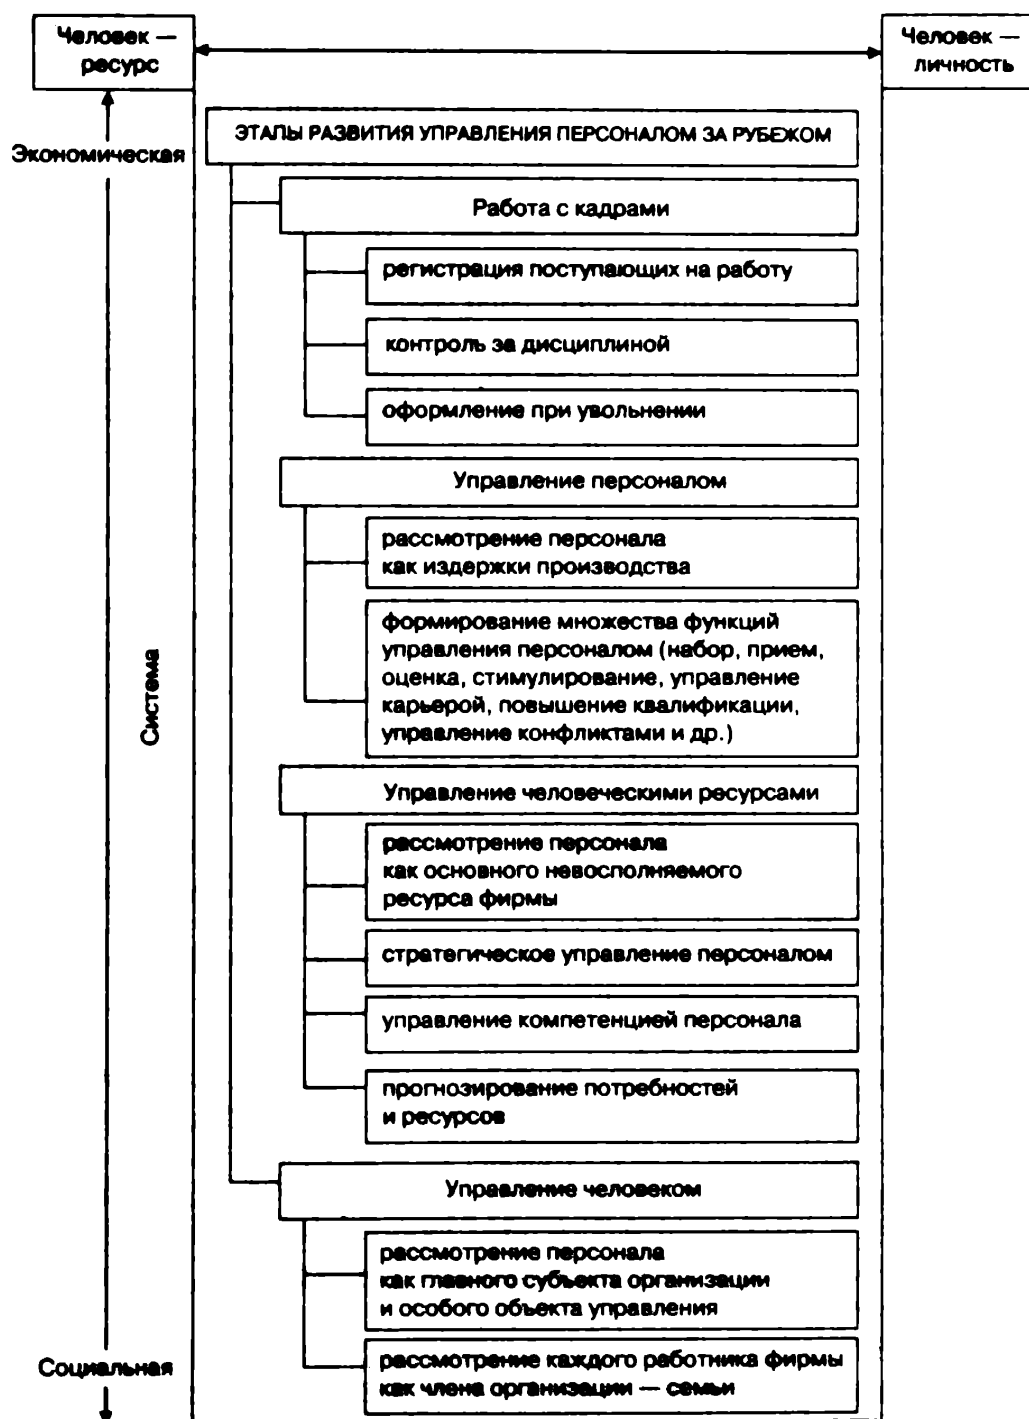 Человек —
ресурс
Человек —
личность
ЭТАПЫ РАЗВИТИЯ УПРАВЛЕНИЯ ПЕРСОНАЛОМ ЗА РУБЕЖОМ
Экономическая
Работа с кадрами
регистрация поступающих на работу
контроль за дисциплиной
оформление при увольнении
Управление персоналом
рассмотрение персонала
как издержки производства
формирование множества функций
управления персоналом (набор, прием,
оценка, стимулирование, управление
карьерой, повышение квалификации,
управление конфликтами и др.)
Система
Управление человеческими ресурсами
рассмотрение персонала
как основного невосполняемого
ресурса фирмы
стратегическое управление персоналом
управление компетенцией персонала
прогнозирование потребностей
и ресурсов
Управление человеком
рассмотрение персонала
как главного субъекта организации
и особого объекта управления
Социальная
рассмотрение каждого работника фирмы
как члена организации — семьи